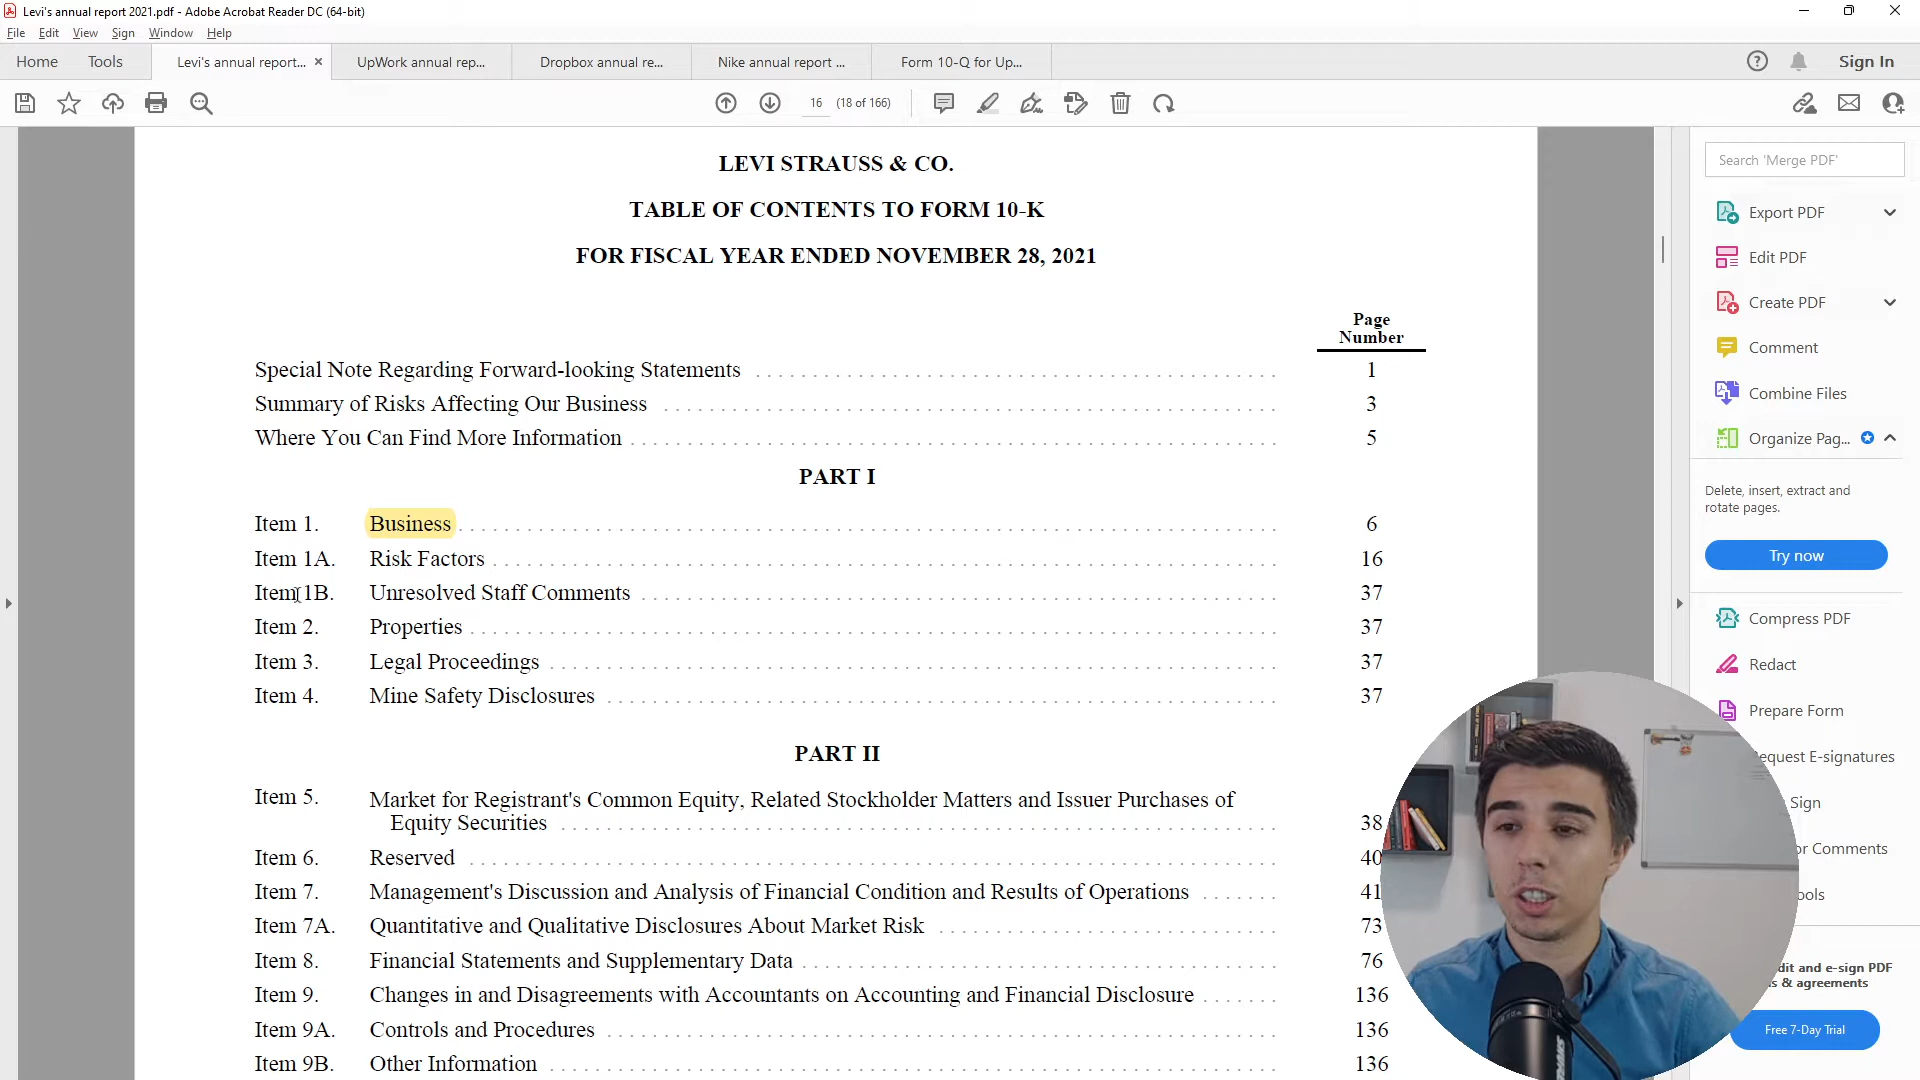 Levi's annual report 2021.pdf - Adobe Acrobat Reader DC (64-bit)
File Edit View Sign Window Help
Home Tools Levi's annual report... × UpWork annual rep... Dropbox annual re... Nike annual report ... Form 10-Q for Up... Sign In
16 (18 of 166)
LEVI STRAUSS & CO.
TABLE OF CONTENTS TO FORM 10-K
FOR FISCAL YEAR ENDED NOVEMBER 28, 2021
Page
Number
Special Note Regarding Forward-looking Statements 1
Summary of Risks Affecting Our Business 3
Where You Can Find More Information 5
PART I
Item 1. Business 6
Item 1A. Risk Factors 16
Item 1B. Unresolved Staff Comments 37
Item 2. Properties 37
Item 3. Legal Proceedings 37
Item 4. Mine Safety Disclosures 37
PART II
Item 5. Market for Registrant's Common Equity, Related Stockholder Matters and Issuer Purchases of
Equity Securities 38
Item 6. Reserved 40
Item 7. Management's Discussion and Analysis of Financial Condition and Results of Operations 41
Item 7A. Quantitative and Qualitative Disclosures About Market Risk 73
Item 8. Financial Statements and Supplementary Data 76
Item 9. Changes in and Disagreements with Accountants on Accounting and Financial Disclosure 136
Item 9A. Controls and Procedures 136
Item 9B. Other Information 136
Search 'Merge PDF'
Export PDF
Edit PDF
Create PDF
Comment
Combine Files
Organize Pag...
Delete, insert, extract and
rotate pages.
Try now
Compress PDF
Redact
Prepare Form
equest E-signatures
Sign
or Comments
ools
dit and e-sign PDF
s & agreements
Free 7-Day Trial